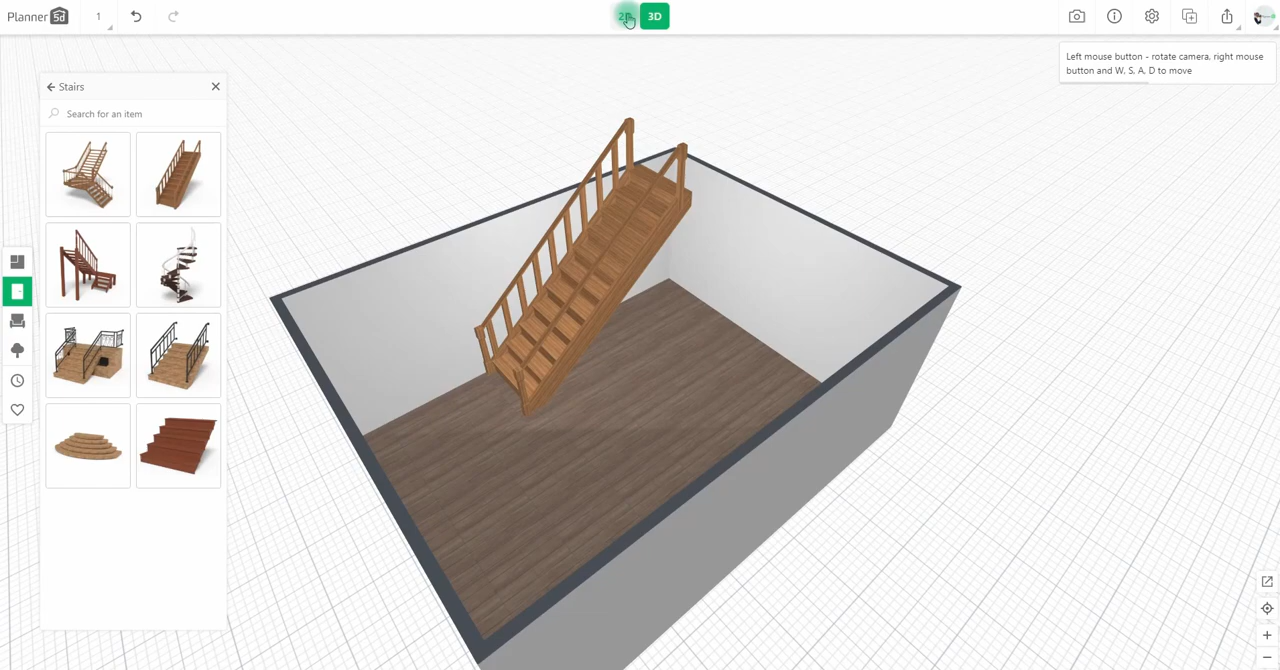 Planner 5d
1
2D
3D
Left mouse button - rotate camera, right mouse
button and W, S, A, D to move
Stairs
Search for an item